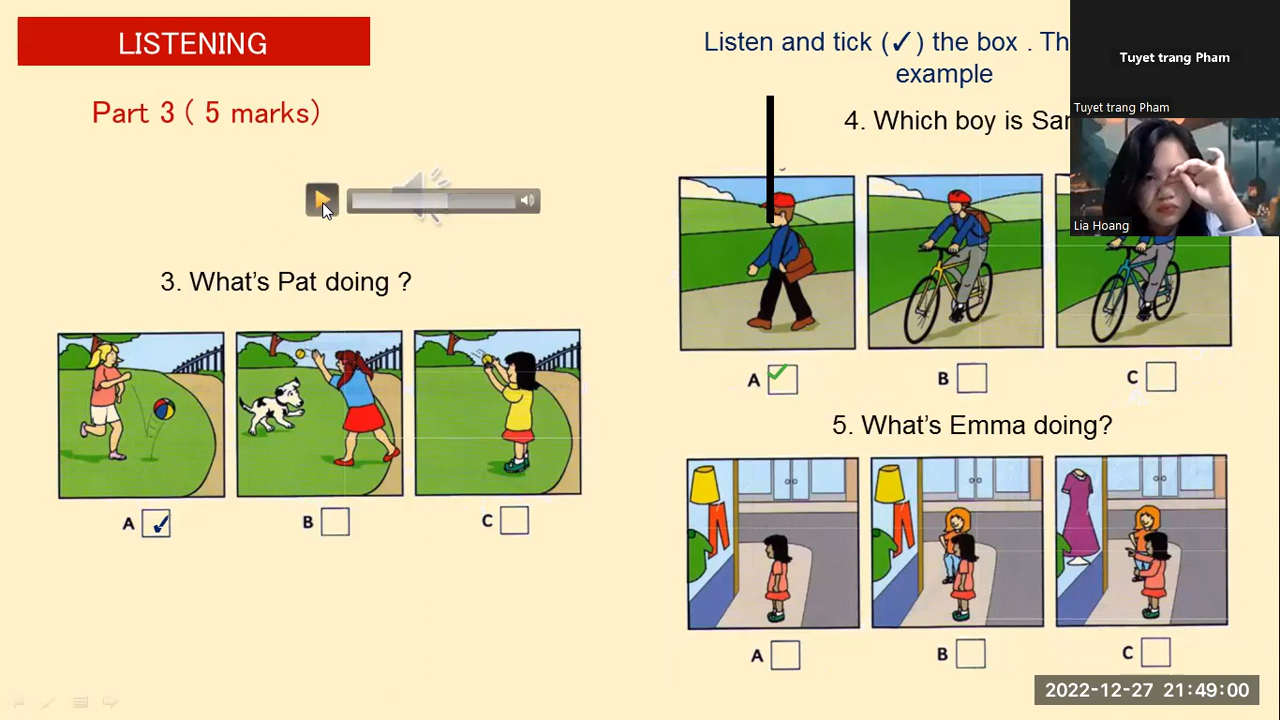 LISTENING
Part 3 ( 5 marks)
3. What's Pat doing ?
A ✓ B C
Listen and tick (✓) the box . Th
example
4. Which boy is
A B C
5. What's Emma doing?
A B C
Tuyet trang Pham
Tuyet trang Pham
Lia Hoang
2022-12-27 21:49:00